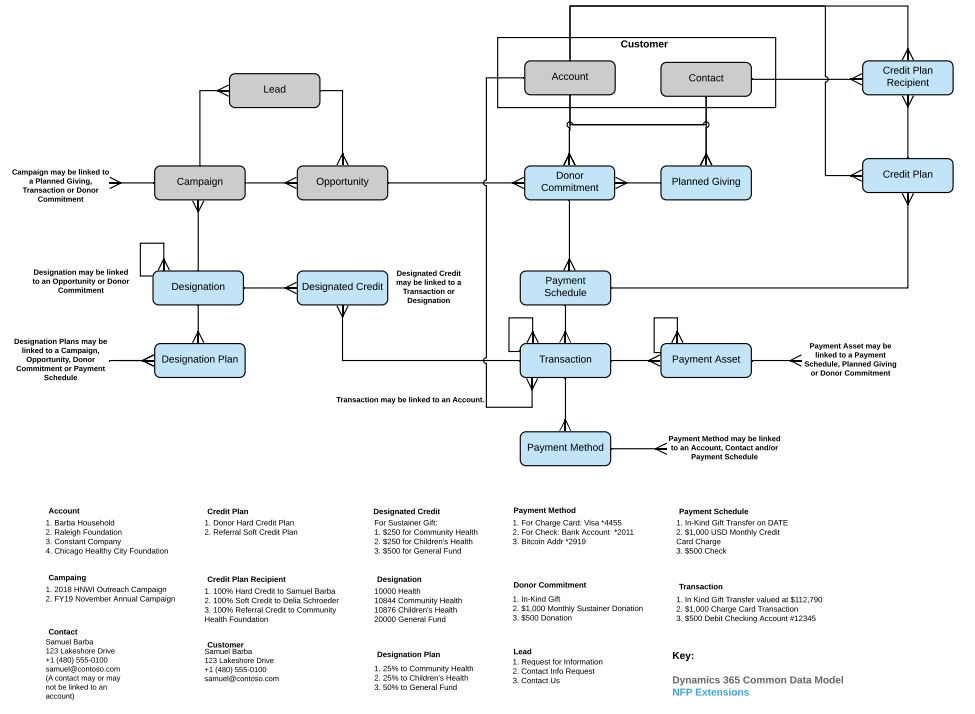 Customer
Account
Contact
Credit Plan
Recipient
Lead
Campaign may be linked to
a Planned Giving,
Transaction or Donor
Commitment
Campaign
Opportunity
Donor
Commitment
Planned Giving
Credit Plan
Designation may be linked
to an Opportunity or Donor
Commitment
Designation
Designated Credit
Designated Credit
may be linked to a
Transaction or
Designation
Payment
Schedule
Designation Plans may be
linked to a Campaign,
Opportunity, Donor
Commitment or Payment
Schedule
Designation Plan
Transaction
Payment Asset
Payment Asset may be
linked to a Payment
Schedule, Planned Giving
or Donor Commitment
Transaction may be linked to an Account.
Payment Method
Payment Method may be linked
to an Account, Contact and/or
Payment Schedule
Account
1. Barba Household
2. Raleigh Foundation
3. Constant Company
4. Chicago Healthy City Foundation
Credit Plan
1. Donor Hard Credit Plan
2. Referral Soft Credit Plan
Designated Credit
For Sustainer Gift:
1. $250 for Community Health
2. $250 for Children's Health
3. $500 for General Fund
Payment Method
1. For Charge Card: Visa *4455
2. For Check: Bank Account *2011
3. Bitcoin Addr *2919
Payment Schedule
1. In-Kind Gift Transfer on DATE
2. $1,000 USD Monthly Credit
Card Charge
3. $500 Check
Campaing
1. 2018 HNWI Outreach Campaign
2. FY19 November Annual Campaign
Credit Plan Recipient
1. 100% Hard Credit to Samuel Barba
2. 100% Soft Credit to Delia Schroeder
3. 100% Referral Credit to Community
Health Foundation
Designation
10000 Health
10844 Community Health
10876 Children's Health
20000 General Fund
Donor Commitment
1. In-Kind Gift
2. $1,000 Monthly Sustainer Donation
3. $500 Donation
Transaction
1. In Kind Gift Transfer valued at $112,790
2. $1,000 Charge Card Transaction
3. $500 Debit Checking Account #12345
Contact
Samuel Barba
123 Lakeshore Drive
+1 (480) 555-0100
samuel@contoso.com
(A contact may or may
not be linked to an
account)
Customer
Samuel Barba
123 Lakeshore Drive
+1 (480) 555-0100
samuel@contoso.com
Designation Plan
1. 25% to Community Health
2. 25% to Children's Health
3. 50% to General Fund
Lead
1. Request for Information
2. Contact Info Request
3. Contact Us
Key:
Dynamics 365 Common Data Model
NFP Extensions